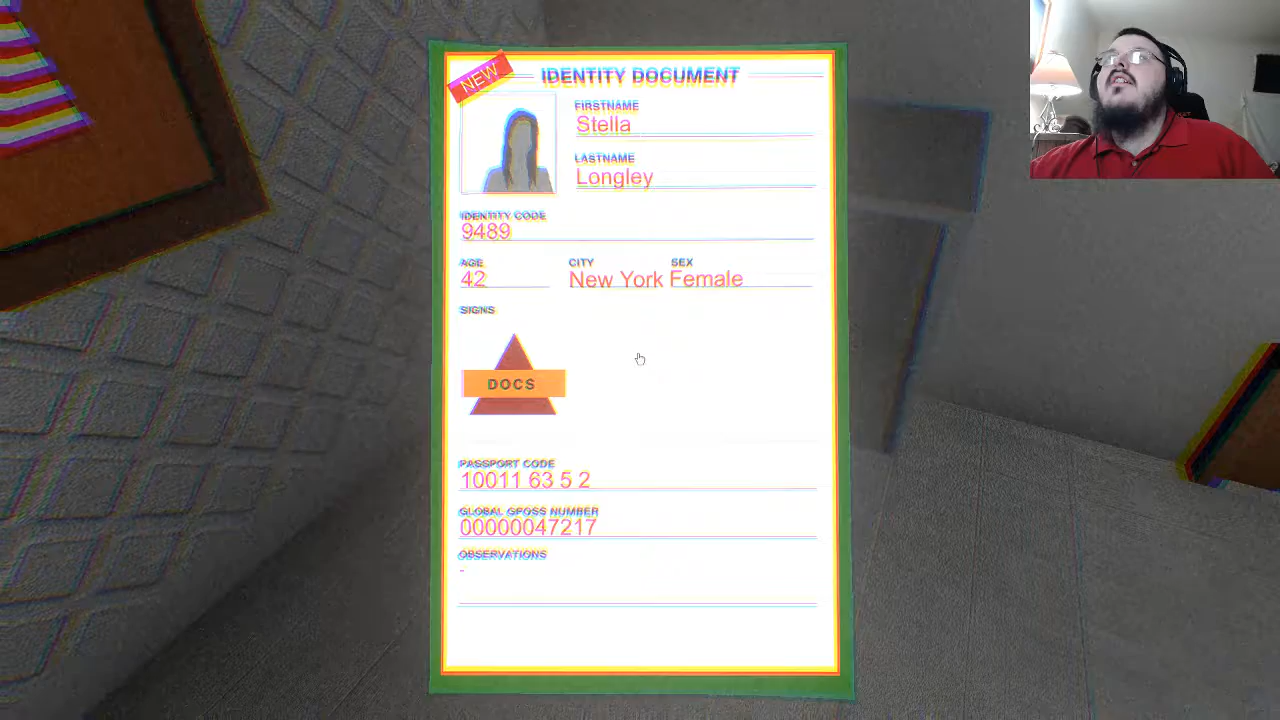 NEW
IDENTITY DOCUMENT
FIRSTNAME
Stella
LASTNAME
Longley
IDENTITY CODE
9489
AGE CITY SEX
42 New York Female
SIGNS
DOCS
PASSPORT CODE
10011 63 5 2
GLOBAL GFOSS NUMBER
00000047217
OBSERVATIONS
-